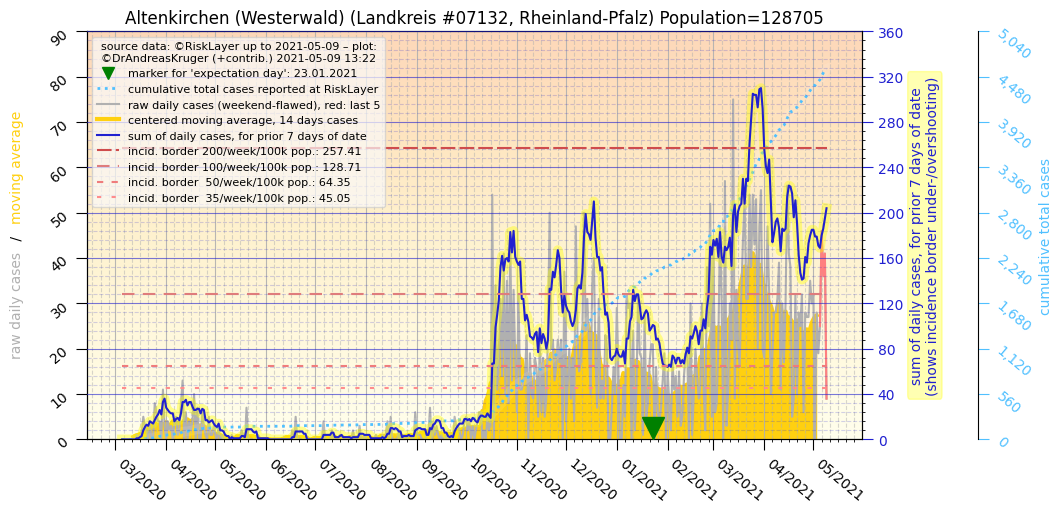 Altenkirchen (Westerwald) (Landkreis #07132, Rheinland-Pfalz) Population=128705
source data: ©RiskLayer up to 2021-05-09 – plot:
©DrAndreasKruger (+contrib.) 2021-05-09 13:22
marker for 'expectation day': 23.01.2021
cumulative total cases reported at RiskLayer
raw daily cases (weekend-flawed), red: last 5
centered moving average, 14 days cases
sum of daily cases, for prior 7 days of date
incid. border 200/week/100k pop.: 257.41
incid. border 100/week/100k pop.: 128.71
incid. border  50/week/100k pop.: 64.35
incid. border  35/week/100k pop.: 45.05
raw daily cases / moving average
90
80
70
60
50
40
30
20
10
0
03/2020
04/2020
05/2020
06/2020
07/2020
08/2020
09/2020
10/2020
11/2020
12/2020
01/2021
02/2021
03/2021
04/2021
05/2021
360
320
280
240
200
160
120
80
40
0
sum of daily cases, for prior 7 days of date
(shows incidence border under-/overshooting)
5,040
4,480
3,920
3,360
2,800
2,240
1,680
1,120
560
0
cumulative total cases